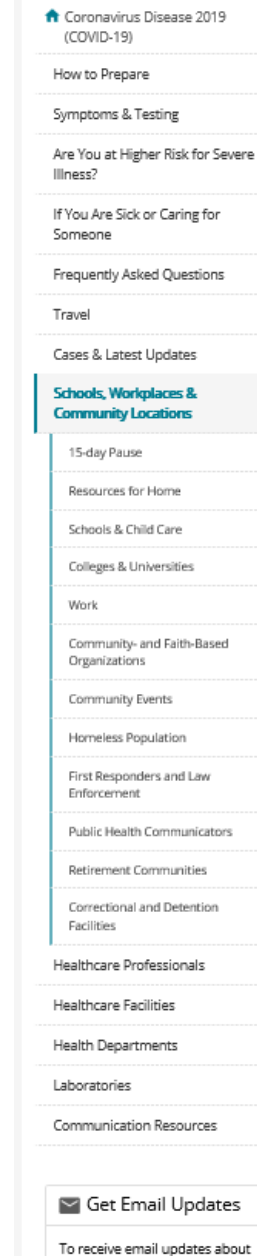 Coronavirus Disease 2019
(COVID-19)
How to Prepare
Symptoms & Testing
Are You at Higher Risk for Severe
Illness?
If You Are Sick or Caring for
Someone
Frequently Asked Questions
Travel
Cases & Latest Updates
Schools, Workplaces &
Community Locations
15-day Pause
Resources for Home
Schools & Child Care
Colleges & Universities
Work
Community- and Faith-Based
Organizations
Community Events
Homeless Population
First Responders and Law
Enforcement
Public Health Communicators
Retirement Communities
Correctional and Detention
Facilities
Healthcare Professionals
Healthcare Facilities
Health Departments
Laboratories
Communication Resources
Get Email Updates
To receive email updates about